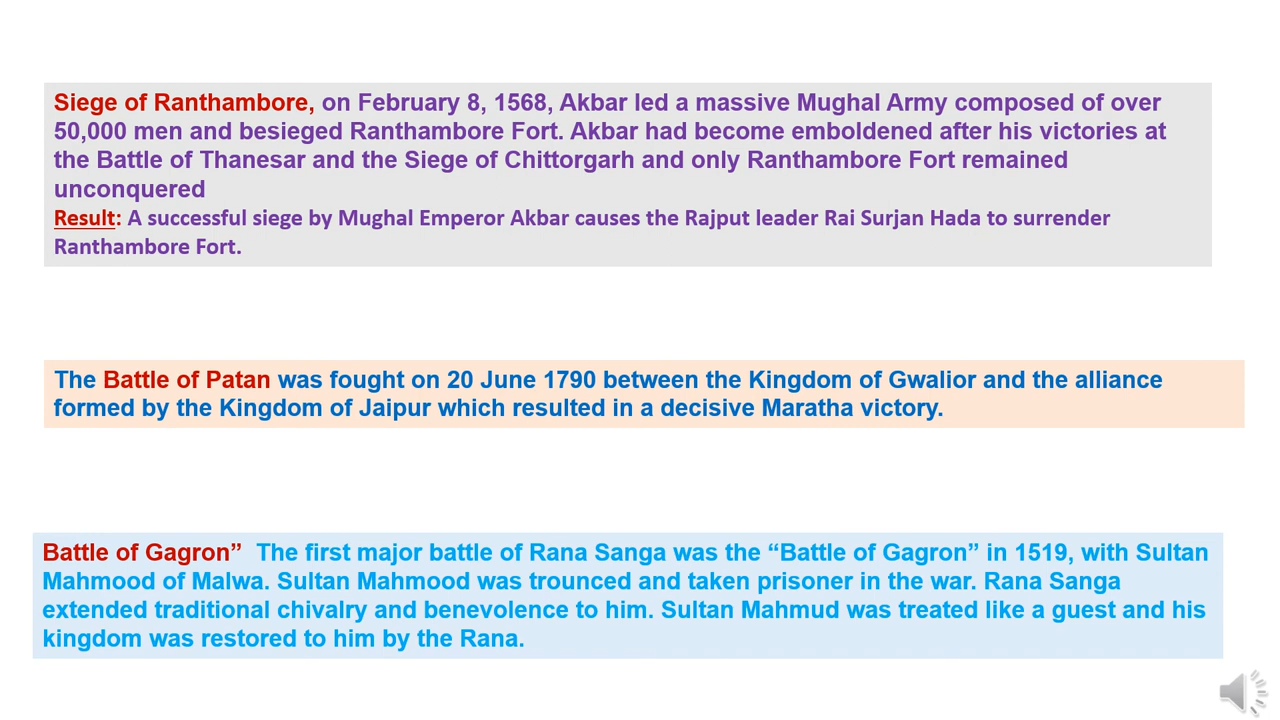 Siege of Ranthambore, on February 8, 1568, Akbar led a massive Mughal Army composed of over
50,000 men and besieged Ranthambore Fort. Akbar had become emboldened after his victories at
the Battle of Thanesar and the Siege of Chittorgarh and only Ranthambore Fort remained
unconquered
Result: A successful siege by Mughal Emperor Akbar causes the Rajput leader Rai Surjan Hada to surrender
Ranthambore Fort.
The Battle of Patan was fought on 20 June 1790 between the Kingdom of Gwalior and the alliance
formed by the Kingdom of Jaipur which resulted in a decisive Maratha victory.
Battle of Gagron” The first major battle of Rana Sanga was the “Battle of Gagron” in 1519, with Sultan
Mahmood of Malwa. Sultan Mahmood was trounced and taken prisoner in the war. Rana Sanga
extended traditional chivalry and benevolence to him. Sultan Mahmud was treated like a guest and his
kingdom was restored to him by the Rana.